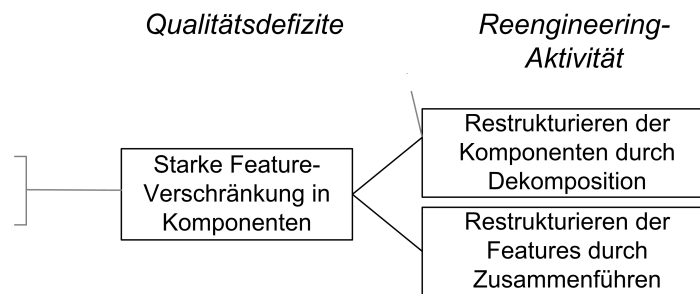 Qualitätsdefizite
Reengineering-
Aktivität
Starke Feature-
Verschränkung in
Komponenten
Restrukturieren der
Komponenten durch
Dekomposition
Restrukturieren der
Features durch
Zusammenführen